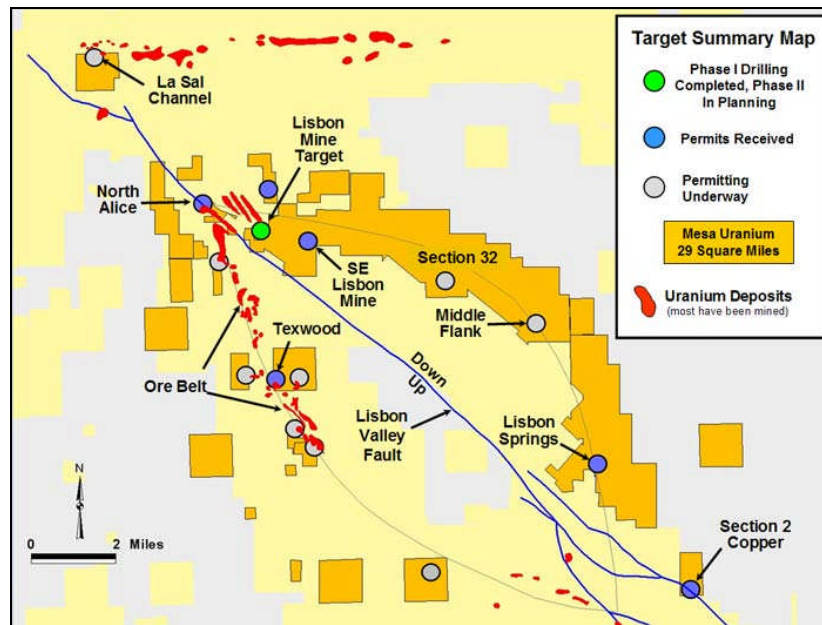 La Sal
Channel
Lisbon
Mine
Target
North
Alice
SE
Lisbon
Mine
Section 32
Middle
Flank
Texwood
Ore Belt
Down
Up
Lisbon
Valley
Fault
Lisbon
Springs
Section 2
Copper
N
0 2 Miles
Target Summary Map
Phase I Drilling
Completed, Phase II
In Planning
Permits Received
Permitting
Underway
Mesa Uranium
29 Square Miles
Uranium Deposits
(most have been mined)